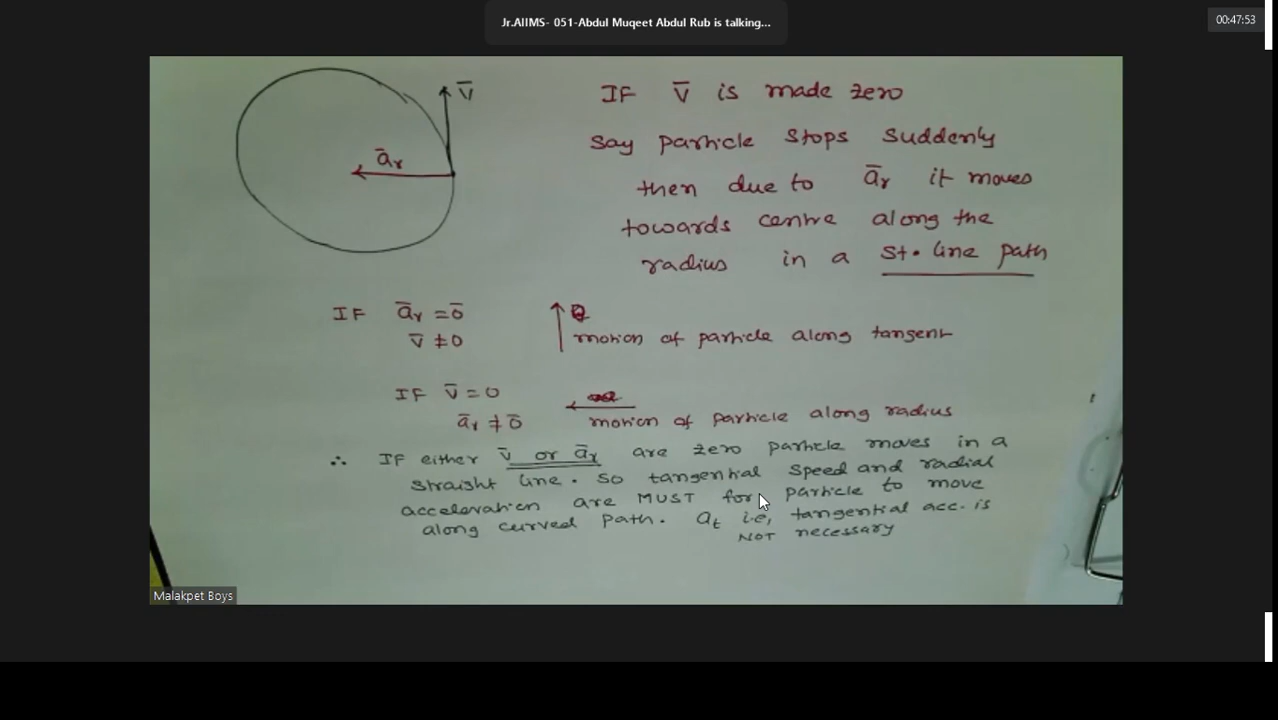 Jr.AIIMS- 051-Abdul Muqeet Abdul Rub is talking...
00:47:53
v̄
IF v̄ is made zero
say particle stops suddenly
ār
then due to ār it moves
towards centre along the
radius in a st. line path
IF ār = ō
v̄ ≠ 0
motion of particle along tangent
IF v̄ = 0
ār ≠ ō
motion of particle along radius
∴ IF either v̄ or ār are zero particle moves in a
straight line. So tangential speed and radial
acceleration are MUST for particle to move
along curved path. at i.e, tangential acc. is
NOT necessary
Malakpet Boys